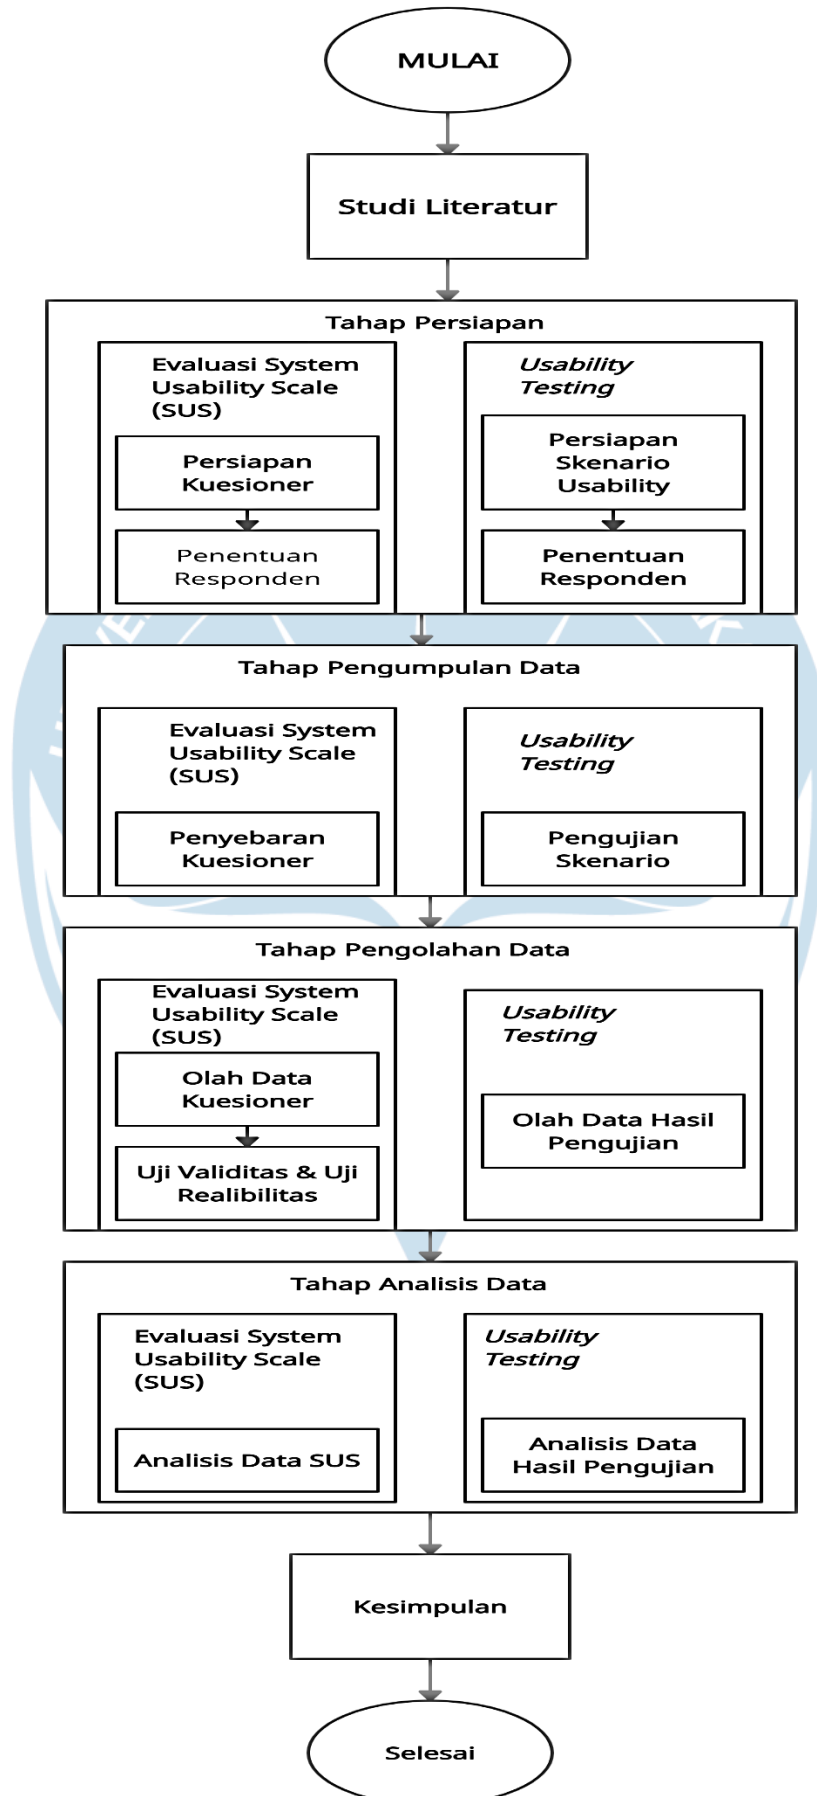 MULAI
Studi Literatur
Tahap Persiapan
Evaluasi System
Usability Scale
(SUS)
Persiapan
Kuesioner
Penentuan
Responden
Usability
Testing
Persiapan
Skenario
Usability
Penentuan
Responden
Tahap Pengumpulan Data
Evaluasi System
Usability Scale
(SUS)
Penyebaran
Kuesioner
Usability
Testing
Pengujian
Skenario
Tahap Pengolahan Data
Evaluasi System
Usability Scale
(SUS)
Olah Data
Kuesioner
Uji Validitas & Uji
Realibilitas
Usability
Testing
Olah Data Hasil
Pengujian
Tahap Analisis Data
Evaluasi System
Usability Scale
(SUS)
Analisis Data SUS
Usability
Testing
Analisis Data
Hasil Pengujian
Kesimpulan
Selesai